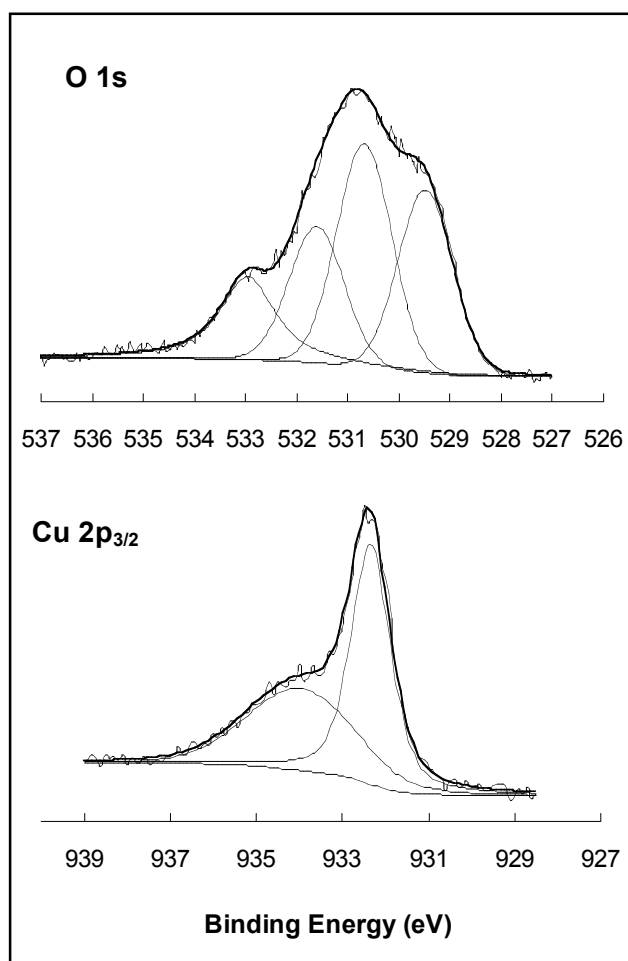 O 1s
537 536 535 534 533 532 531 530 529 528 527 526
Cu 2p3/2
939 937 935 933 931 929 927
Binding Energy (eV)